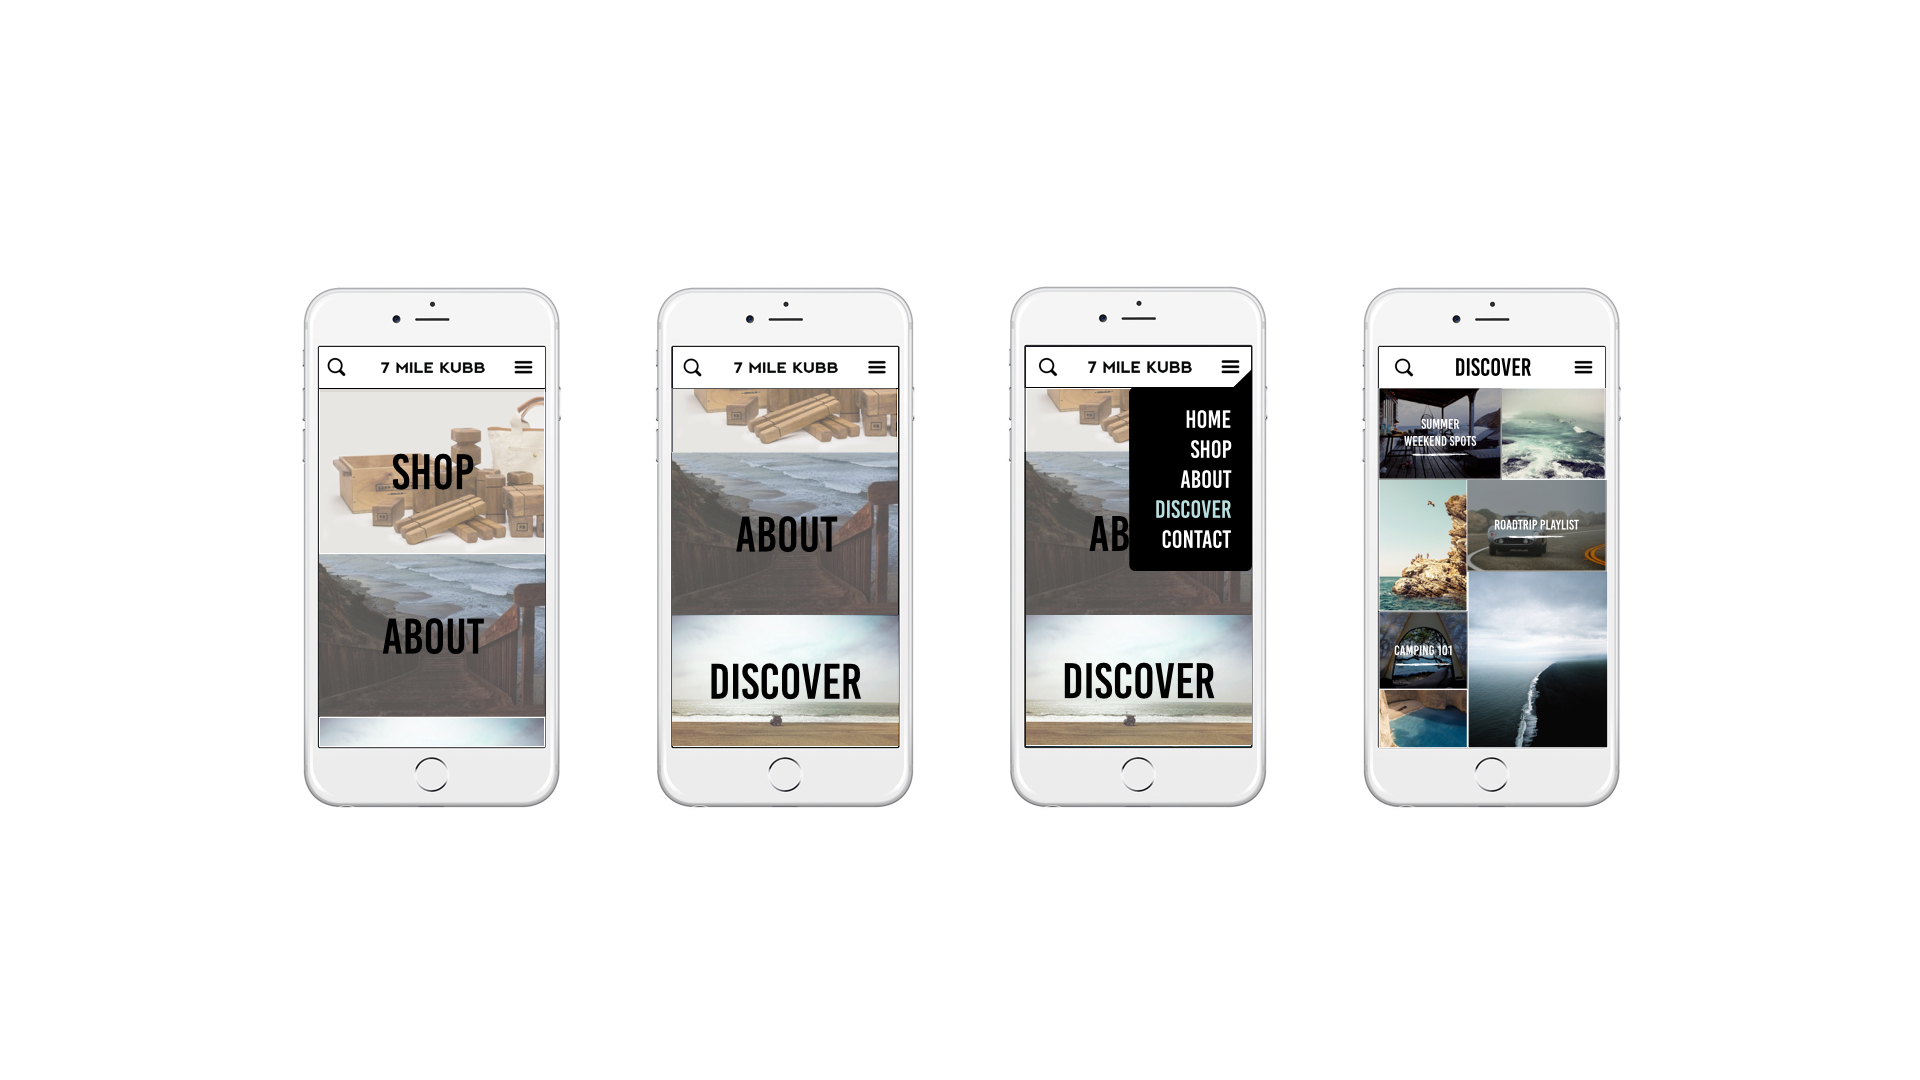 7 MILE KUBB
SHOP
ABOUT
7 MILE KUBB
ABOUT
DISCOVER
7 MILE KUBB
HOME
SHOP
ABOUT
DISCOVER
CONTACT
AB
DISCOVER
DISCOVER
SUMMER
WEEKEND SPOTS
ROADTRIP PLAYLIST
CAMPING 101